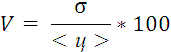 V = σ / < y > * 100